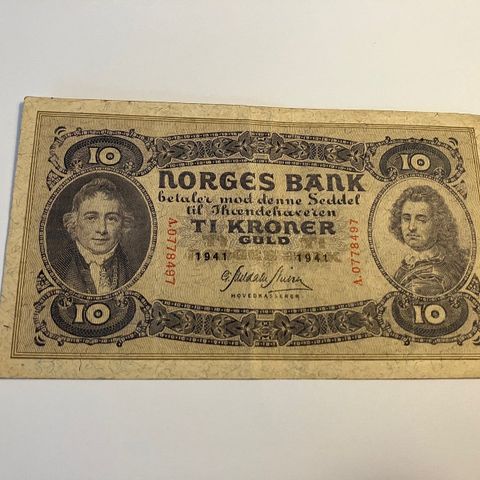 10 10
NORGES BANK
betaler mod denne Seddel
til Ihændehaveren
TI KRONER
GULD
1941 1941
A.0778497 A.0778497
HOVEDKASSERER
10 10